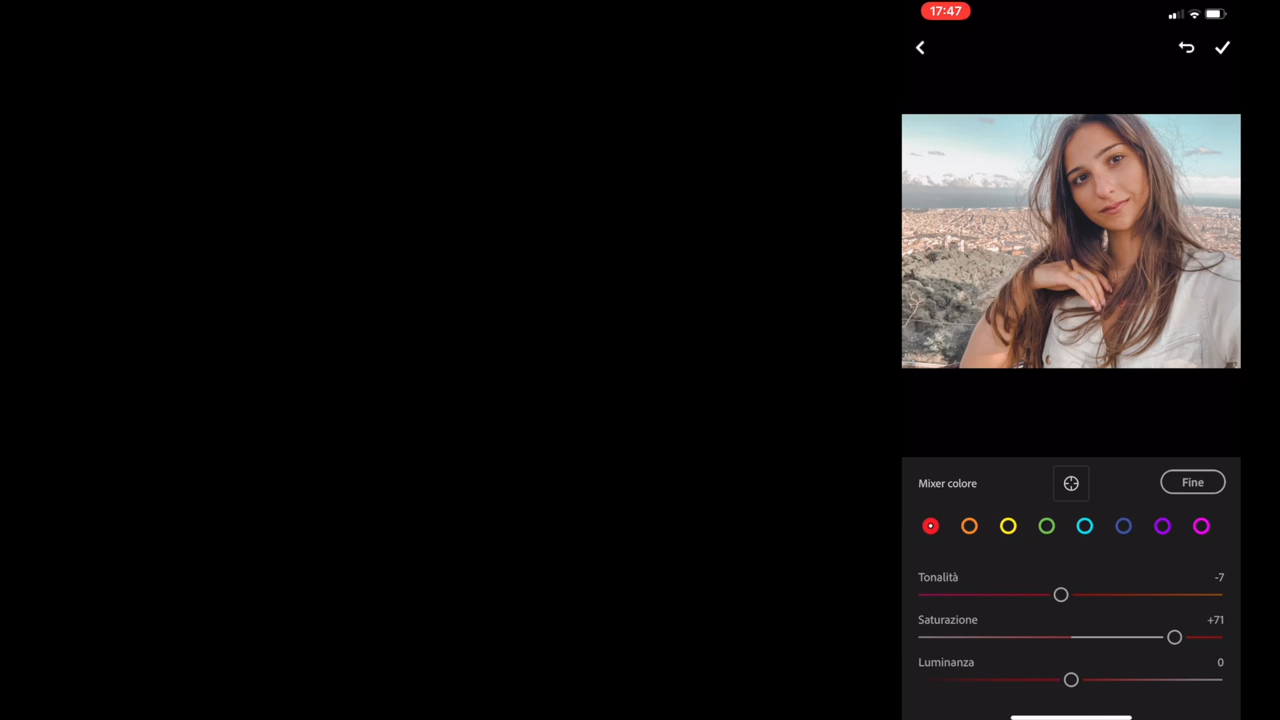 17:47
Mixer colore
Fine
Tonalità -7
Saturazione +71
Luminanza 0